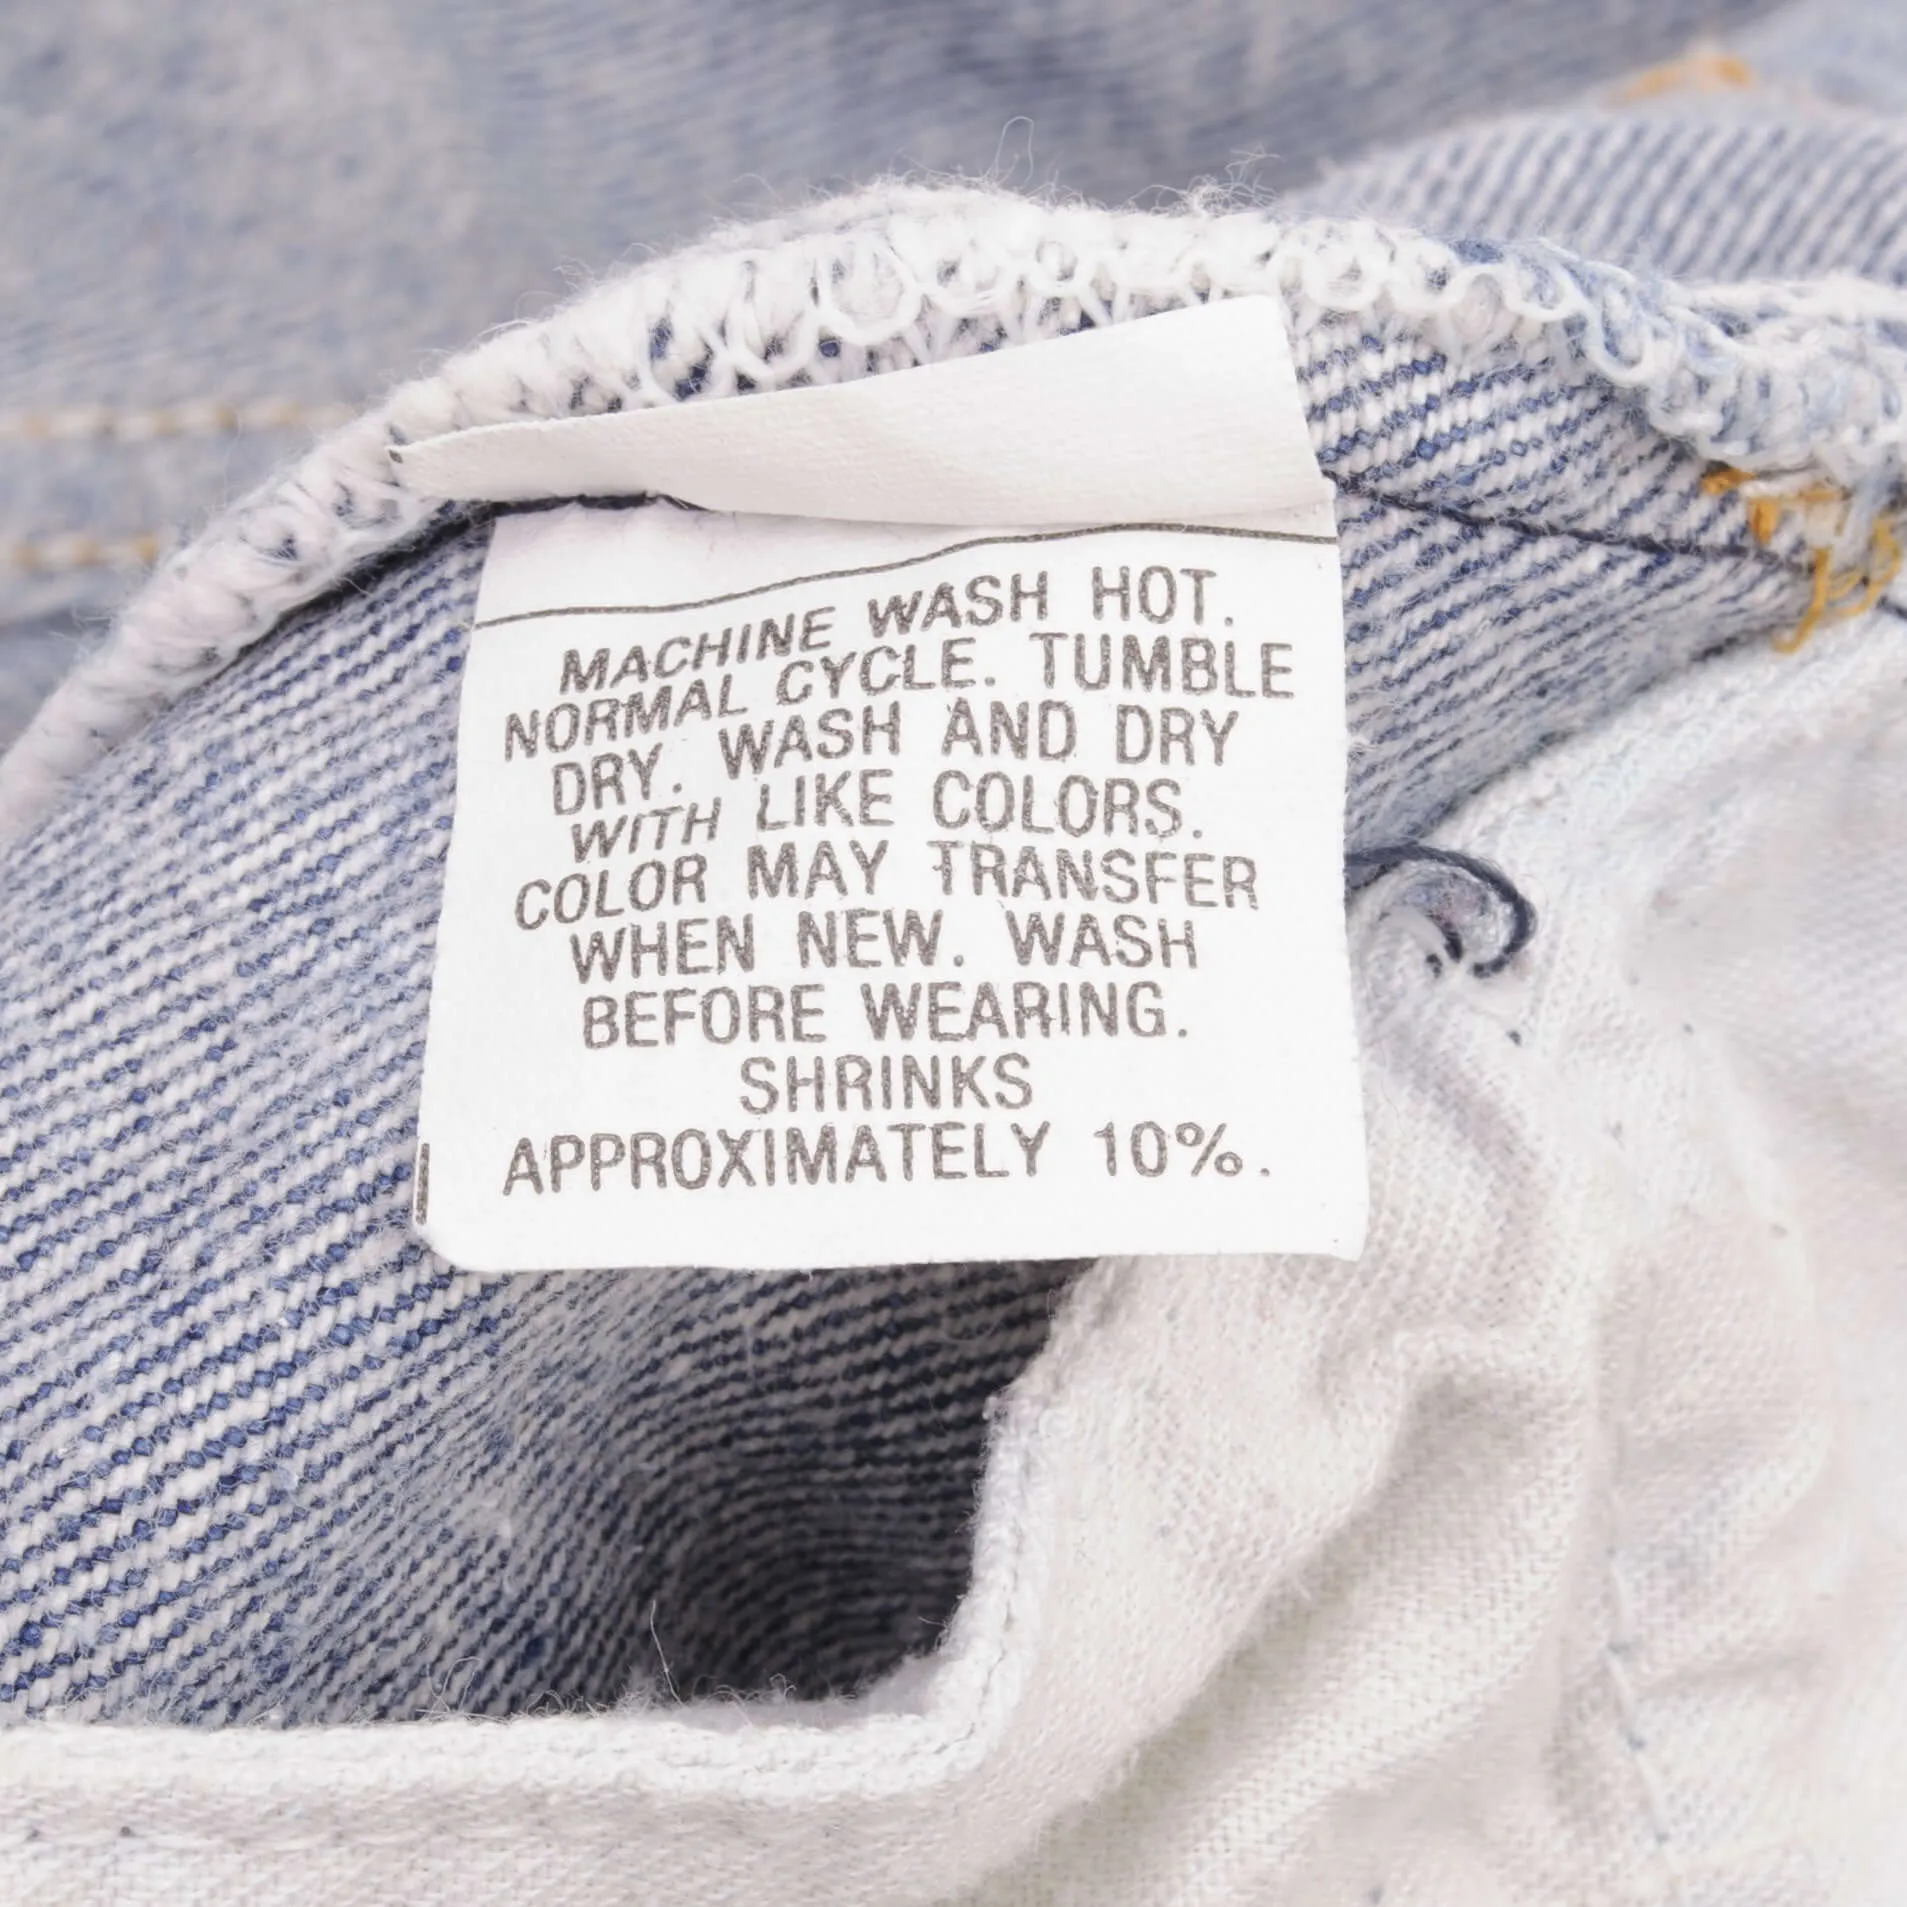 MACHINE WASH HOT.
NORMAL CYCLE. TUMBLE
DRY. WASH AND DRY
WITH LIKE COLORS.
COLOR MAY TRANSFER
WHEN NEW. WASH
BEFORE WEARING.
SHRINKS
APPROXIMATELY 10%.